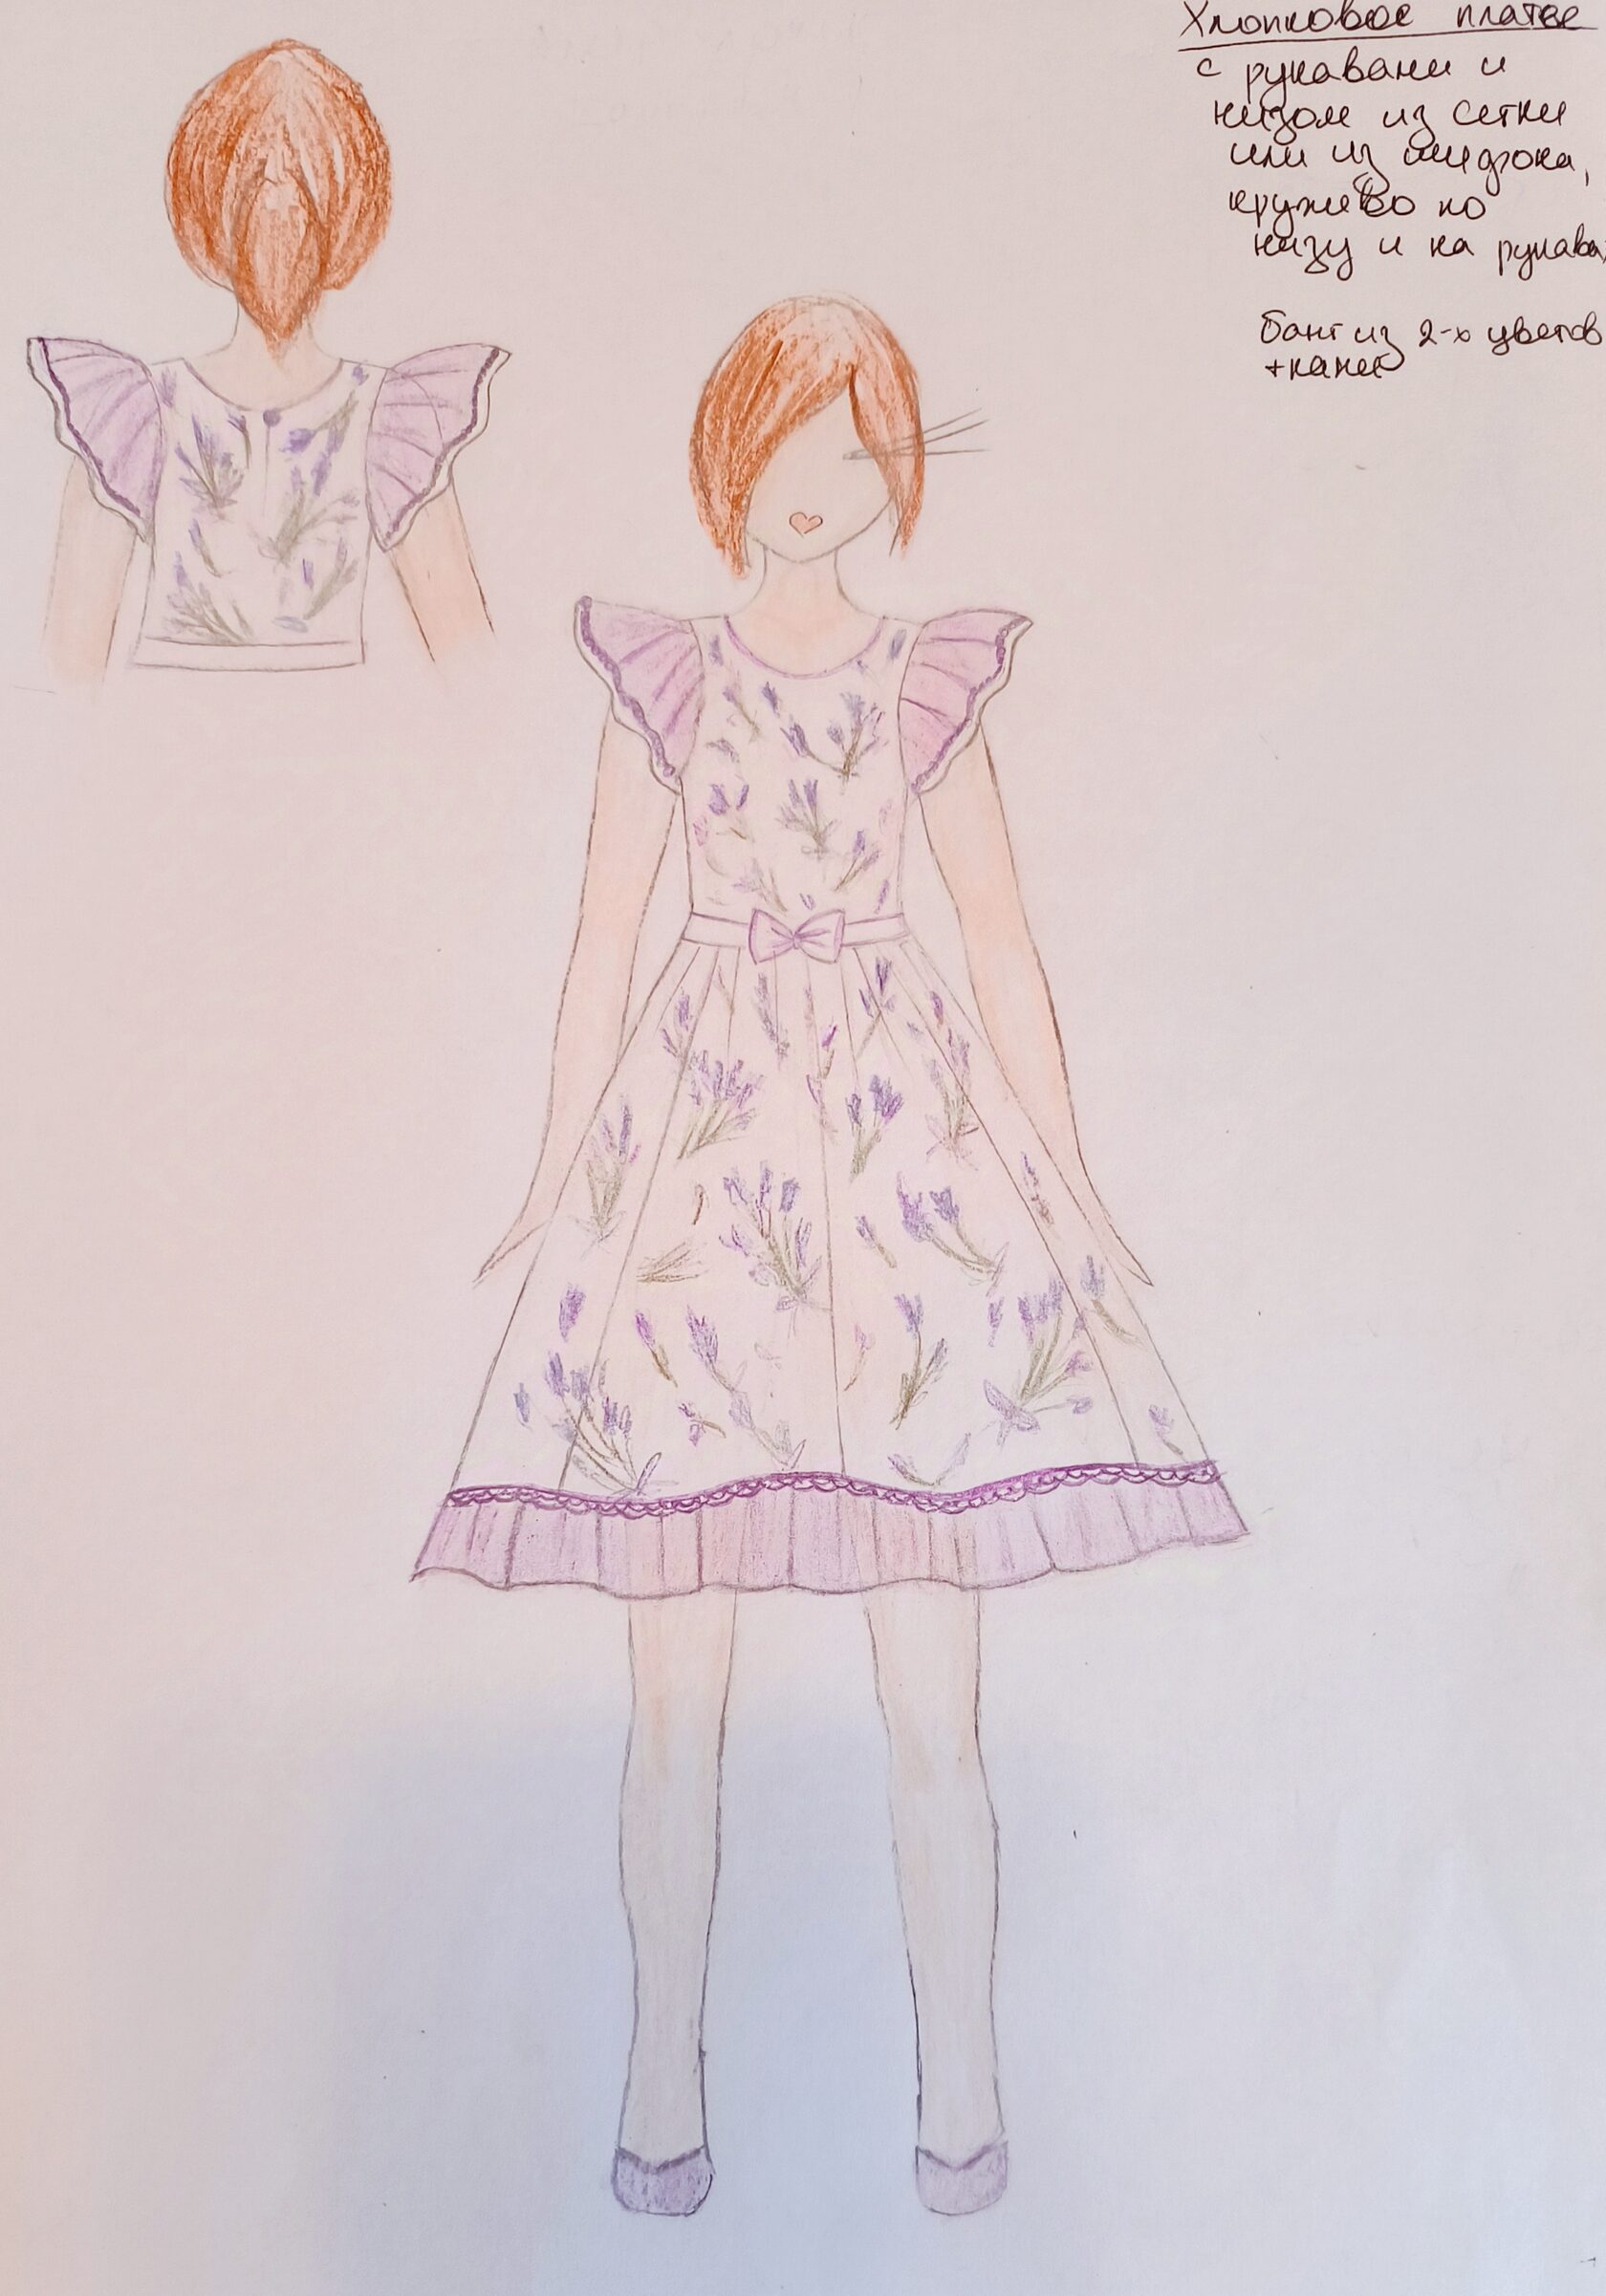 Хлопковое платье
с рукавами и
низом из сетки
или из шифона,
кружево по
низу и на рукавах
бант из 2-х цветов
+кант